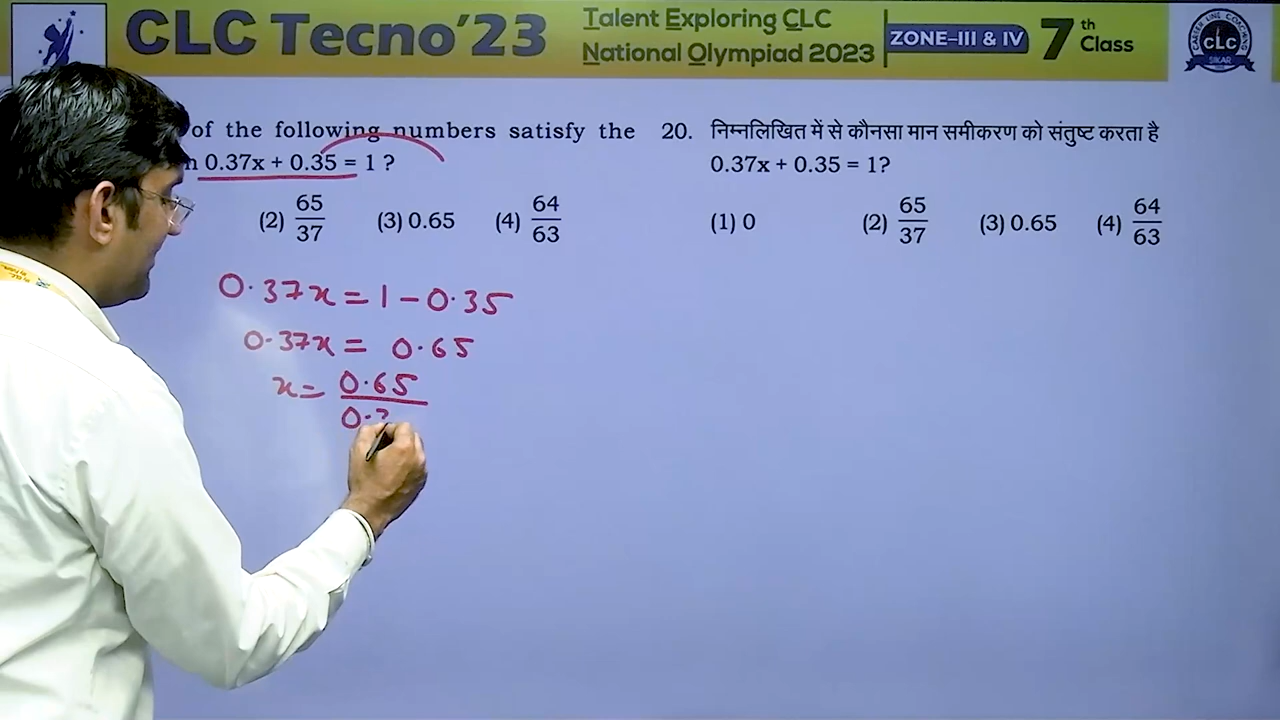 CLC Tecno'23
Talent Exploring CLC
National Olympiad 2023
ZONE-III & IV
7th Class
CLC
SIKAR
of the following numbers satisfy the
0.37x + 0.35 = 1 ?
(2) 65/37 (3) 0.65 (4) 64/63
20. निम्नलिखित में से कौनसा मान समीकरण को संतुष्ट करता है
0.37x + 0.35 = 1?
(1) 0 (2) 65/37 (3) 0.65 (4) 64/63
0.37x = 1 - 0.35
0.37x = 0.65
x = 0.65
0.3